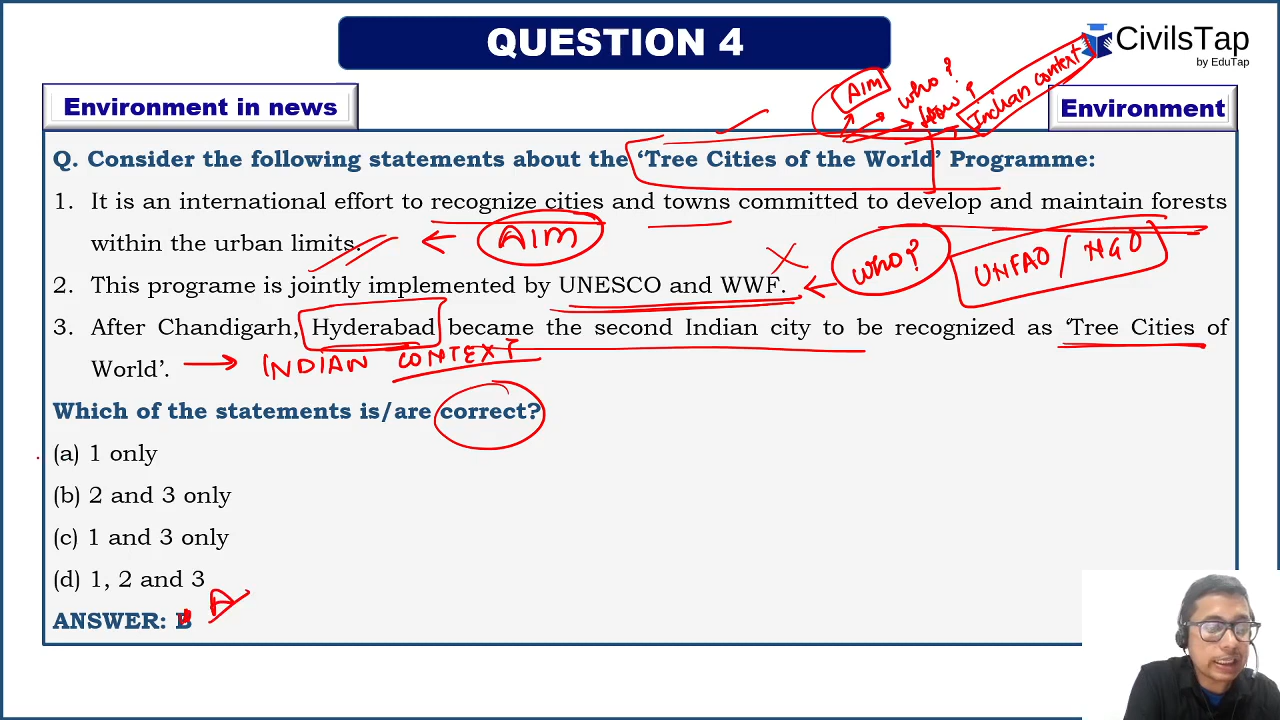 QUESTION 4
CivilsTap
by EduTap
Environment in news
Environment
AIM
who?
How?
Indian context
Q. Consider the following statements about the ‘Tree Cities of the World’ Programme:
1. It is an international effort to recognize cities and towns committed to develop and maintain forests
within the urban limits.
AIM
who?
UNFAO / NGO
2. This programe is jointly implemented by UNESCO and WWF.
3. After Chandigarh, Hyderabad became the second Indian city to be recognized as ‘Tree Cities of
World’.
INDIAN CONTEXT
Which of the statements is/are correct?
(a) 1 only
(b) 2 and 3 only
(c) 1 and 3 only
(d) 1, 2 and 3
ANSWER: B A